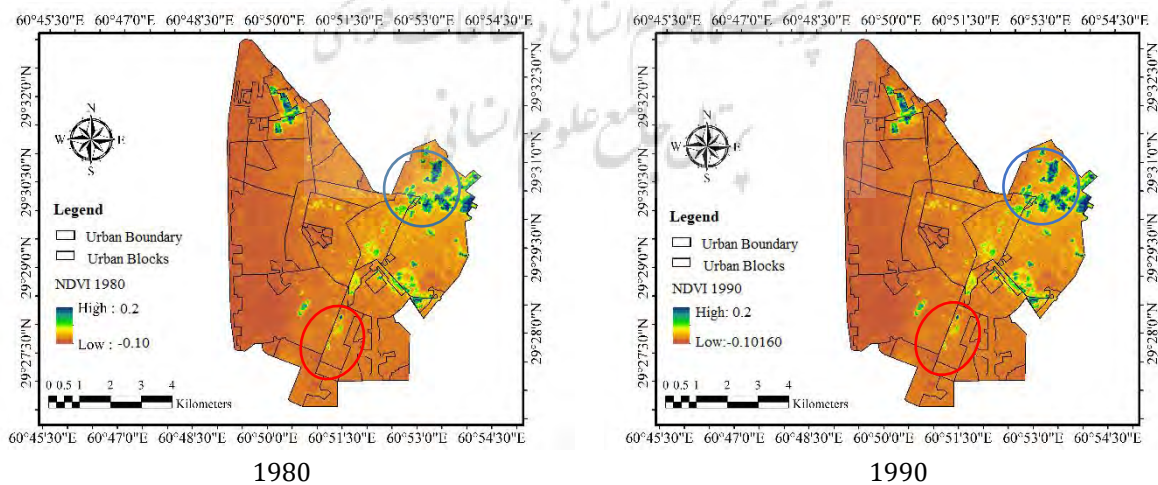 60°45'30"E 60°47'0"E 60°48'30"E 60°50'0"E 60°51'30"E 60°53'0"E 60°54'30"E
29°32'0"N
29°30'30"N
29°29'0"N
29°27'30"N
N
W E
S
Legend
Urban Boundary
Urban Blocks
NDVI 1980
High : 0.2
Low : -0.10
0 0.5 1 2 3 4
Kilometers
29°32'30"N
29°31'0"N
29°29'30"N
29°28'0"N
60°45'30"E 60°47'0"E 60°48'30"E 60°50'0"E 60°51'30"E 60°53'0"E 60°54'30"E
1980
پرتال جامع علوم انسانی
60°45'30"E 60°47'0"E 60°48'30"E 60°50'0"E 60°51'30"E 60°53'0"E 60°54'30"E
29°32'0"N
29°30'30"N
29°29'0"N
29°27'30"N
N
W E
S
Legend
Urban Boundary
Urban Blocks
NDVI 1990
High: 0.2
Low:-0.10160
0 0.5 1 2 3 4
Kilometers
29°32'30"N
29°31'0"N
29°29'30"N
29°28'0"N
60°45'30"E 60°47'0"E 60°48'30"E 60°50'0"E 60°51'30"E 60°53'0"E 60°54'30"E
1990